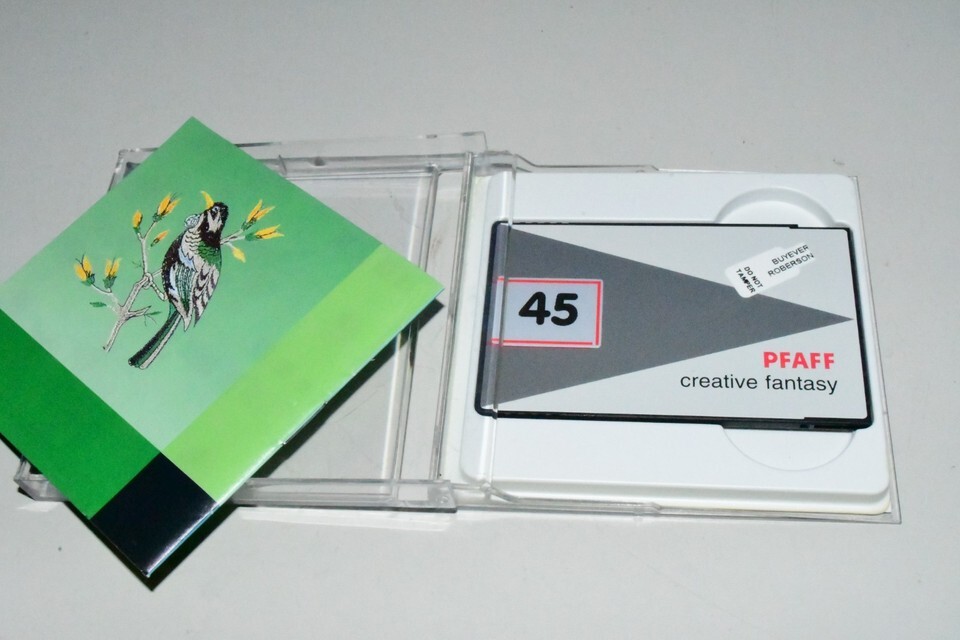 45
BUYEVER
ROBERSON
DO NOT
TAMPER
PFAFF
creative fantasy